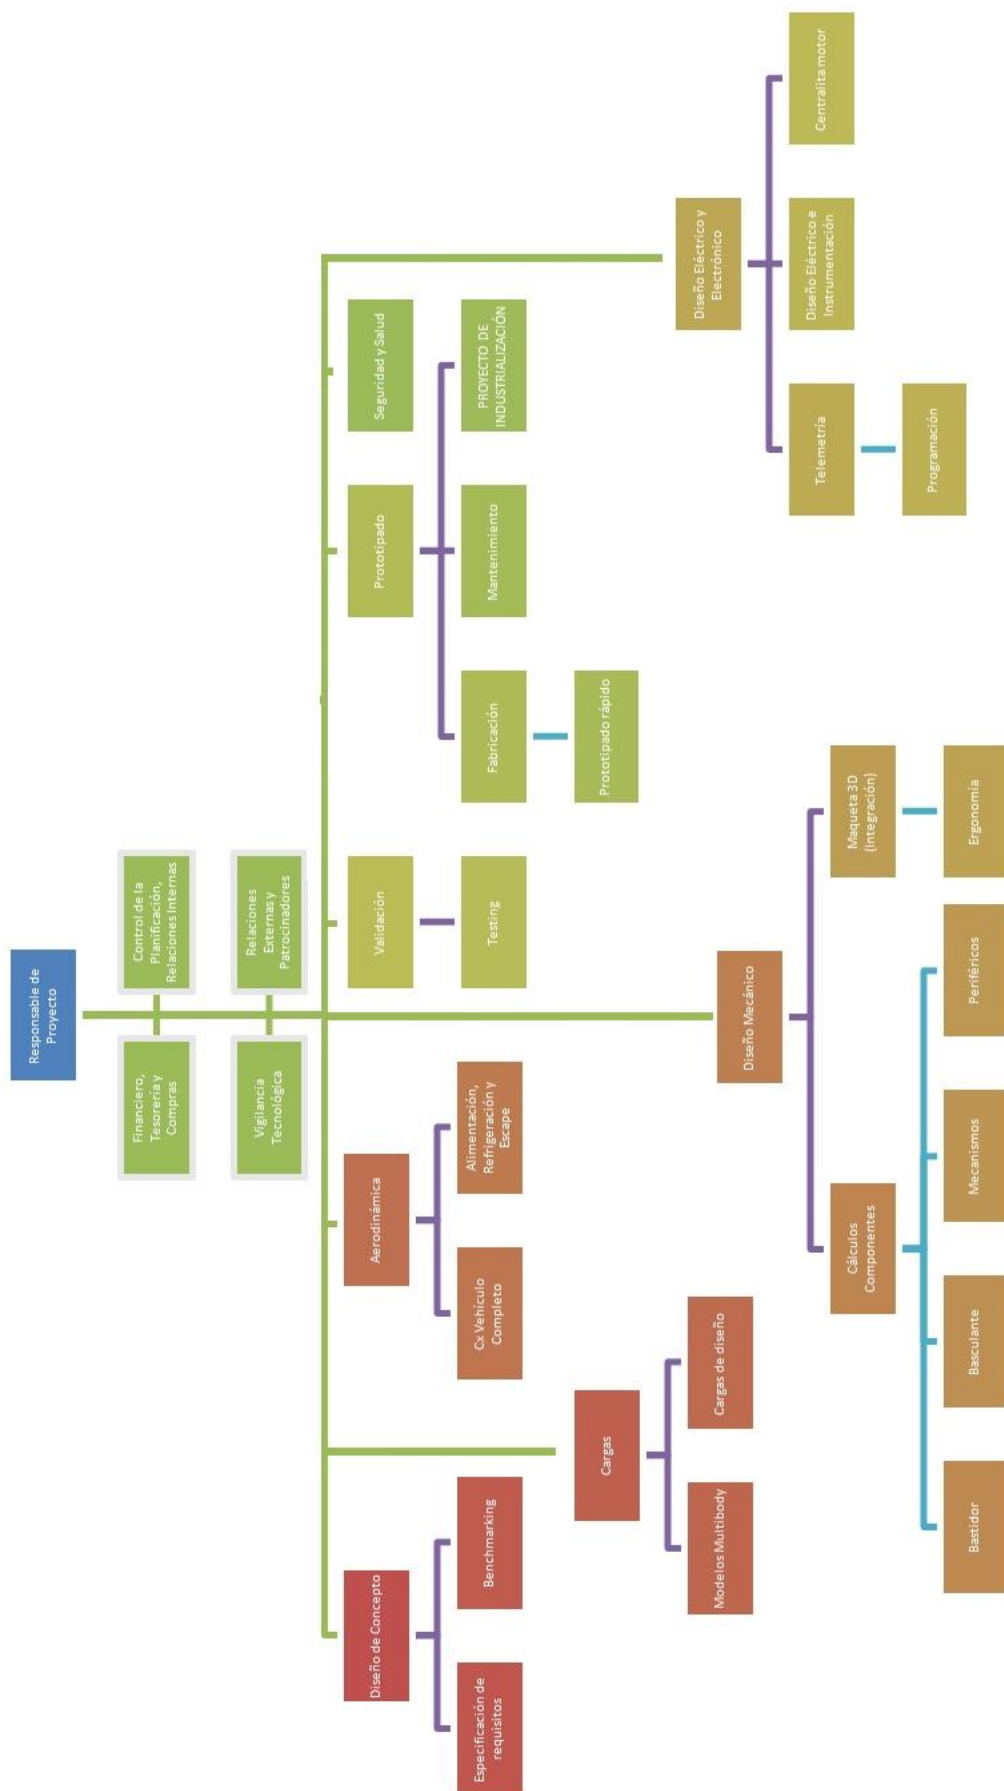 Responsable de
Proyecto
Financiero,
Tesorería y
Compras
Control de la
Planificación,
Relaciones Internas
Vigilancia
Tecnológica
Relaciones
Externas y
Patrocinadores
Diseño de Concepto
Especificación de
requisitos
Benchmarking
Cargas
Modelos Multibody
Cargas de diseño
Aerodinámica
Cx Vehículo
Completo
Alimentación,
Refrigeración y
Escape
Diseño Mecánico
Cálculos
Componentes
Bastidor
Basculante
Mecanismos
Periféricos
Maqueta 3D
(Integración)
Ergonomía
Validación
Testing
Prototipado
Fabricación
Prototipado rápido
Mantenimiento
PROYECTO DE
INDUSTRIALIZACIÓN
Seguridad y Salud
Diseño Eléctrico y
Electrónico
Telemetría
Programación
Diseño Eléctrico e
Instrumentación
Centralita motor